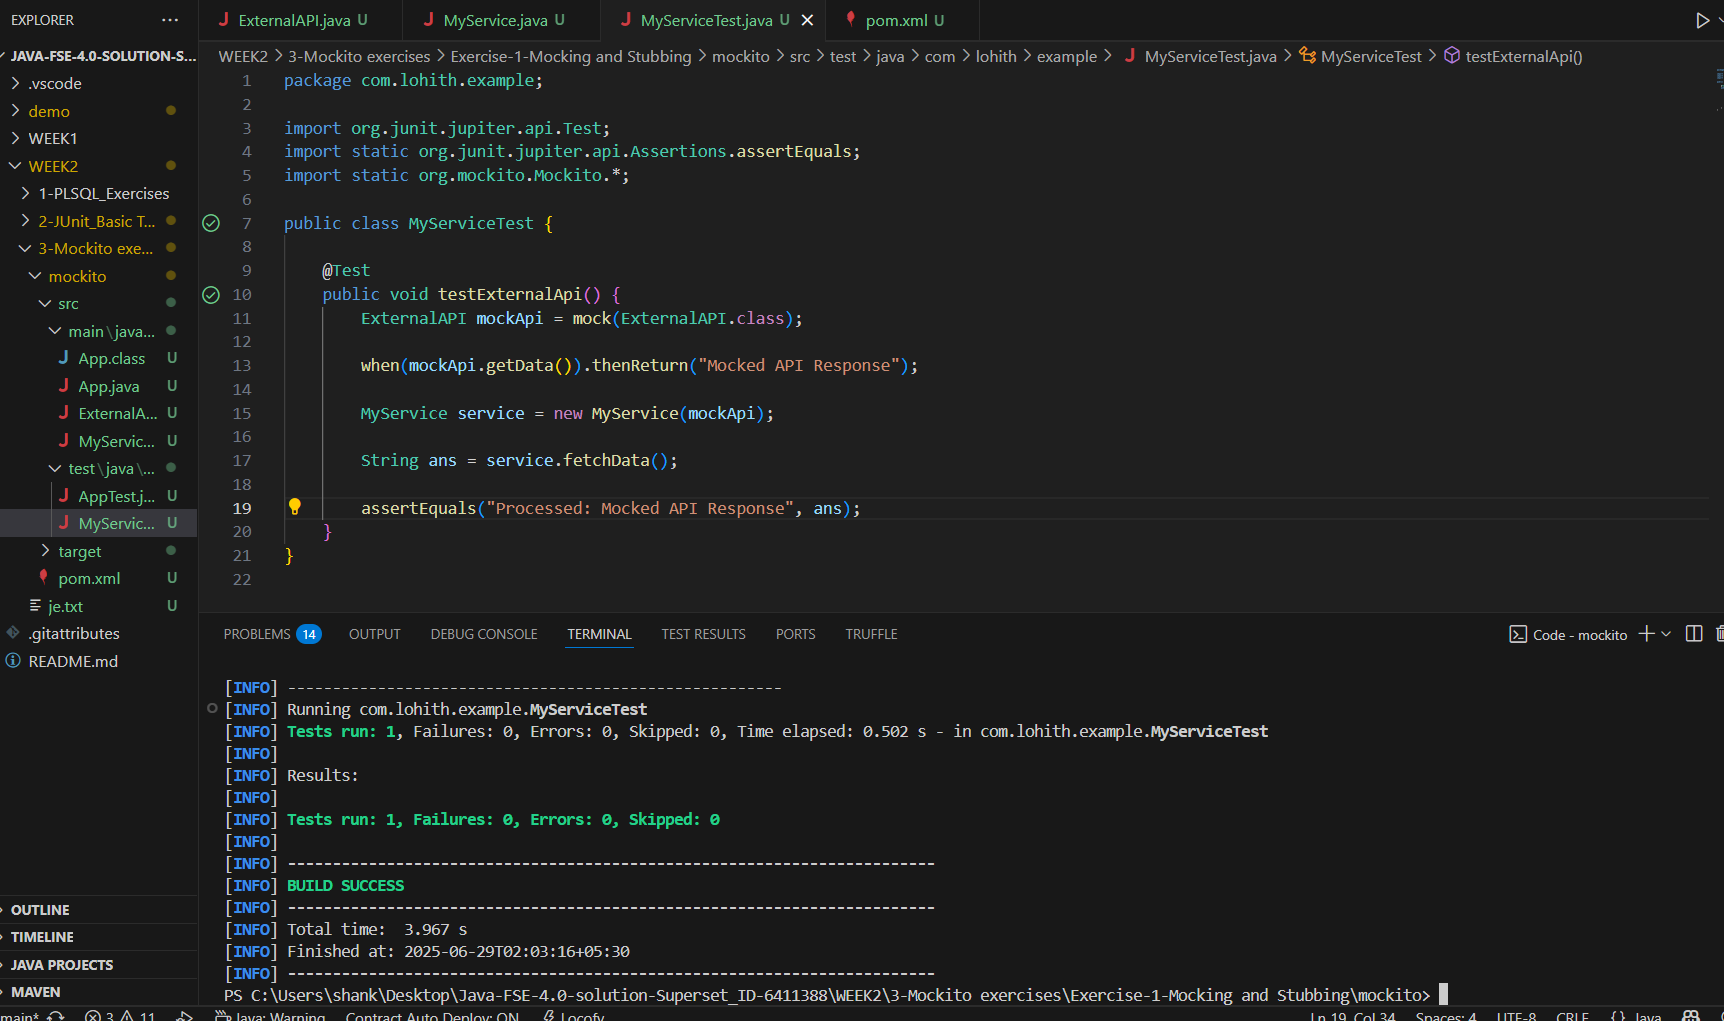 EXPLORER
JAVA-FSE-4.0-SOLUTION-S...
.vscode
demo
WEEK1
WEEK2
1-PLSQL_Exercises
2-JUnit_Basic T...
3-Mockito exe...
mockito
src
main\java...
App.class U
App.java U
ExternalA... U
MyServic... U
test\java\...
AppTest.j... U
MyServic... U
target
pom.xml U
je.txt U
.gitattributes
README.md
OUTLINE
TIMELINE
JAVA PROJECTS
MAVEN
ExternalAPI.java U
MyService.java U
MyServiceTest.java U
pom.xml U
WEEK2 > 3-Mockito exercises > Exercise-1-Mocking and Stubbing > mockito > src > test > java > com > lohith > example > MyServiceTest.java > MyServiceTest > testExternalApi()
1 package com.lohith.example;
2
3 import org.junit.jupiter.api.Test;
4 import static org.junit.jupiter.api.Assertions.assertEquals;
5 import static org.mockito.Mockito.*;
6
7 public class MyServiceTest {
8
9 @Test
10 public void testExternalApi() {
11 ExternalAPI mockApi = mock(ExternalAPI.class);
12
13 when(mockApi.getData()).thenReturn("Mocked API Response");
14
15 MyService service = new MyService(mockApi);
16
17 String ans = service.fetchData();
18
19 assertEquals("Processed: Mocked API Response", ans);
20 }
21 }
22
PROBLEMS 14 OUTPUT DEBUG CONSOLE TERMINAL TEST RESULTS PORTS TRUFFLE
Code - mockito
[INFO] -------------------------------------------------------
[INFO] Running com.lohith.example.MyServiceTest
[INFO] Tests run: 1, Failures: 0, Errors: 0, Skipped: 0, Time elapsed: 0.502 s - in com.lohith.example.MyServiceTest
[INFO]
[INFO] Results:
[INFO]
[INFO] Tests run: 1, Failures: 0, Errors: 0, Skipped: 0
[INFO]
[INFO] ------------------------------------------------------------------------
[INFO] BUILD SUCCESS
[INFO] ------------------------------------------------------------------------
[INFO] Total time:  3.967 s
[INFO] Finished at: 2025-06-29T02:03:16+05:30
[INFO] ------------------------------------------------------------------------
PS C:\Users\shank\Desktop\Java-FSE-4.0-solution-Superset_ID-6411388\WEEK2\3-Mockito exercises\Exercise-1-Mocking and Stubbing\mockito>
main* 3 11 Java: Warning Contract Auto Deploy: ON Locofy Ln 19, Col 34 Spaces: 4 UTF-8 CRLF {} Java